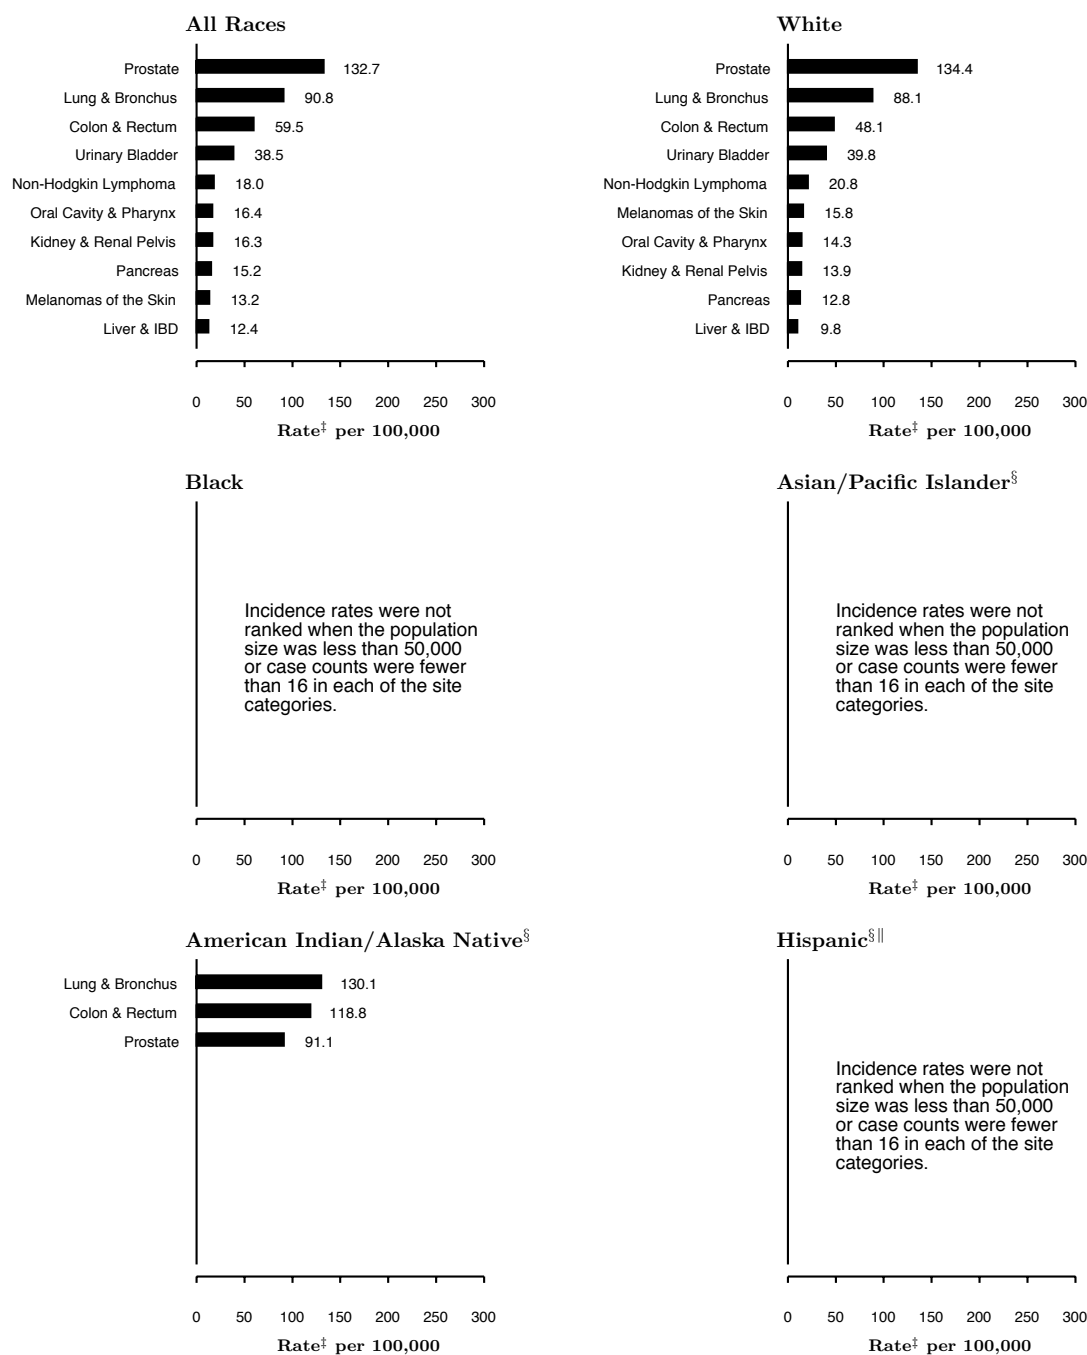 All Races
Prostate 132.7
Lung & Bronchus 90.8
Colon & Rectum 59.5
Urinary Bladder 38.5
Non-Hodgkin Lymphoma 18.0
Oral Cavity & Pharynx 16.4
Kidney & Renal Pelvis 16.3
Pancreas 15.2
Melanomas of the Skin 13.2
Liver & IBD 12.4
0 50 100 150 200 250 300
Rate‡ per 100,000
White
Prostate 134.4
Lung & Bronchus 88.1
Colon & Rectum 48.1
Urinary Bladder 39.8
Non-Hodgkin Lymphoma 20.8
Melanomas of the Skin 15.8
Oral Cavity & Pharynx 14.3
Kidney & Renal Pelvis 13.9
Pancreas 12.8
Liver & IBD 9.8
0 50 100 150 200 250 300
Rate‡ per 100,000
Black
Incidence rates were not
ranked when the population
size was less than 50,000
or case counts were fewer
than 16 in each of the site
categories.
0 50 100 150 200 250 300
Rate‡ per 100,000
Asian/Pacific Islander§
Incidence rates were not
ranked when the population
size was less than 50,000
or case counts were fewer
than 16 in each of the site
categories.
0 50 100 150 200 250 300
Rate‡ per 100,000
American Indian/Alaska Native§
Lung & Bronchus 130.1
Colon & Rectum 118.8
Prostate 91.1
0 50 100 150 200 250 300
Rate‡ per 100,000
Hispanic§‖
Incidence rates were not
ranked when the population
size was less than 50,000
or case counts were fewer
than 16 in each of the site
categories.
0 50 100 150 200 250 300
Rate‡ per 100,000